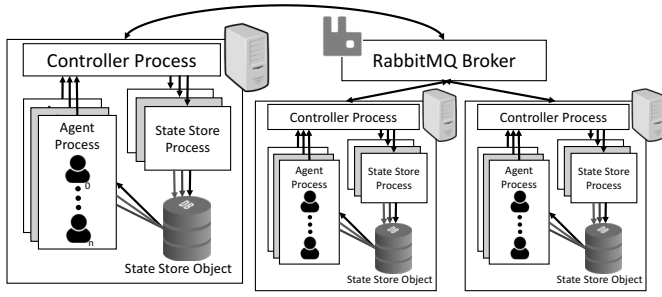 Controller Process
RabbitMQ Broker
Agent
Process
0
n
State Store
Process
DB
State Store Object
Controller Process
Agent
Process
State Store
Process
State Store Object
Controller Process
Agent
Process
State Store
Process
State Store Object